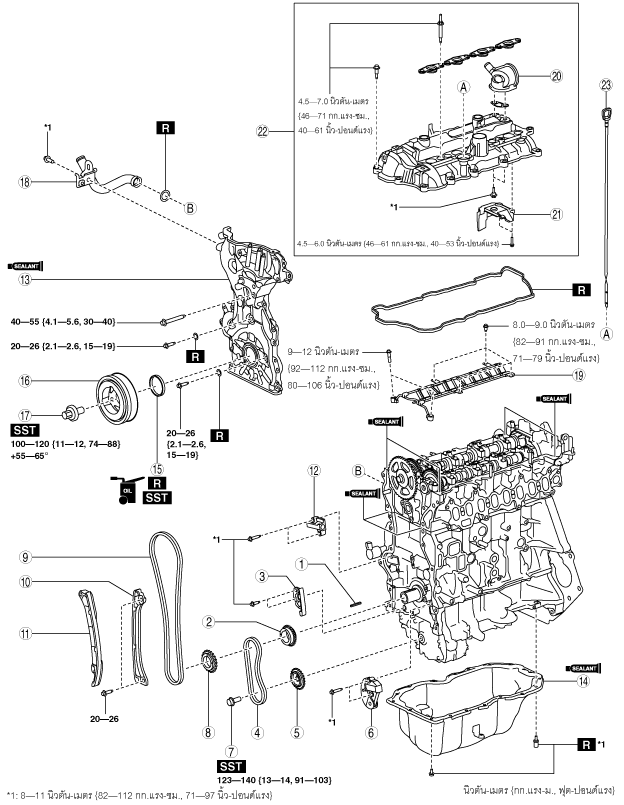 4.5—7.0 นิวตัน-เมตร
{46—71 กก.แรง-ซม.,
40—61 นิ้ว-ปอนด์แรง}
22
A
20
23
*1
R
18
B
*1
21
4.5—6.0 นิวตัน-เมตร {46—61 กก.แรง-ซม., 40—53 นิ้ว-ปอนด์แรง}
SEALANT
13
R
A
40—55 {4.1—5.6, 30—40}
20—26 {2.1—2.6, 15—19}
R
8.0—9.0 นิวตัน-เมตร
{82—91 กก.แรง-ซม.,
71—79 นิ้ว-ปอนด์แรง}
9—12 นิวตัน-เมตร
{92—112 กก.แรง-ซม.,
80—106 นิ้ว-ปอนด์แรง}
19
16
17
SST
100—120 {11—12, 74—88}
+55—65°
15
OIL
R
SST
20—26
{2.1—2.6,
15—19}
R
SEALANT
SEALANT
B
SEALANT
12
*1
9
10
11
3
1
2
20—26
8
4
5
7
SST
123—140 {13—14, 91—103}
*1
6
SEALANT
14
R *1
*1: 8—11 นิวตัน-เมตร {82—112 กก.แรง-ซม., 71—97 นิ้ว-ปอนด์แรง}
นิวตัน-เมตร {กก.แรง-ม., ฟุต-ปอนด์แรง}